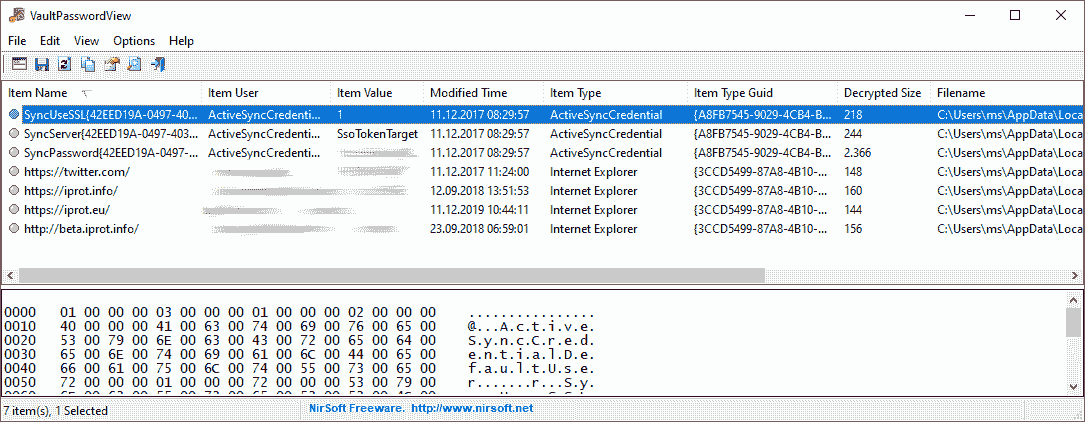 VaultPasswordView
File Edit View Options Help
Item Name Item User Item Value Modified Time Item Type Item Type Guid Decrypted Size Filename
SyncUseSSL{42EED19A-0497-40... ActiveSyncCredenti... 1 11.12.2017 08:29:57 ActiveSyncCredential {A8FB7545-9029-4CB4-B... 218 C:\Users\ms\AppData\Loca
SyncServer{42EED19A-0497-403... ActiveSyncCredenti... SsoTokenTarget 11.12.2017 08:29:57 ActiveSyncCredential {A8FB7545-9029-4CB4-B... 244 C:\Users\ms\AppData\Loca
SyncPassword{42EED19A-0497-... ActiveSyncCredenti... 11.12.2017 08:29:57 ActiveSyncCredential {A8FB7545-9029-4CB4-B... 2.366 C:\Users\ms\AppData\Loca
https://twitter.com/ 11.12.2017 11:24:00 Internet Explorer {3CCD5499-87A8-4B10-... 148 C:\Users\ms\AppData\Loca
https://iprot.info/ 12.09.2018 13:51:53 Internet Explorer {3CCD5499-87A8-4B10-... 160 C:\Users\ms\AppData\Loca
https://iprot.eu/ 11.12.2019 10:44:11 Internet Explorer {3CCD5499-87A8-4B10-... 144 C:\Users\ms\AppData\Loca
http://beta.iprot.info/ 23.09.2018 06:59:01 Internet Explorer {3CCD5499-87A8-4B10-... 156 C:\Users\ms\AppData\Loca
0000 01 00 00 00 03 00 00 00 01 00 00 00 02 00 00 00 ................
0010 40 00 00 00 41 00 63 00 74 00 69 00 76 00 65 00 @...A.c.t.i.v.e.
0020 53 00 79 00 6E 00 63 00 43 00 72 00 65 00 64 00 S.y.n.c.C.r.e.d.
0030 65 00 6E 00 74 00 69 00 61 00 6C 00 44 00 65 00 e.n.t.i.a.l.D.e.
0040 66 00 61 00 75 00 6C 00 74 00 55 00 73 00 65 00 f.a.u.l.t.U.s.e.
0050 72 00 00 00 01 00 00 00 72 00 00 00 53 00 79 00 r.......r...S.y.
7 item(s), 1 Selected NirSoft Freeware. http://www.nirsoft.net